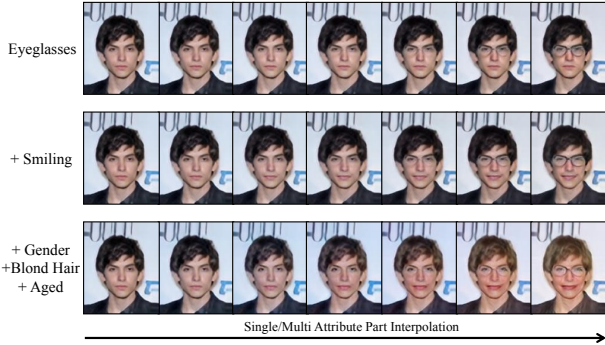 Eyeglasses
+ Smiling
+ Gender
+Blond Hair
+ Aged
Single/Multi Attribute Part Interpolation